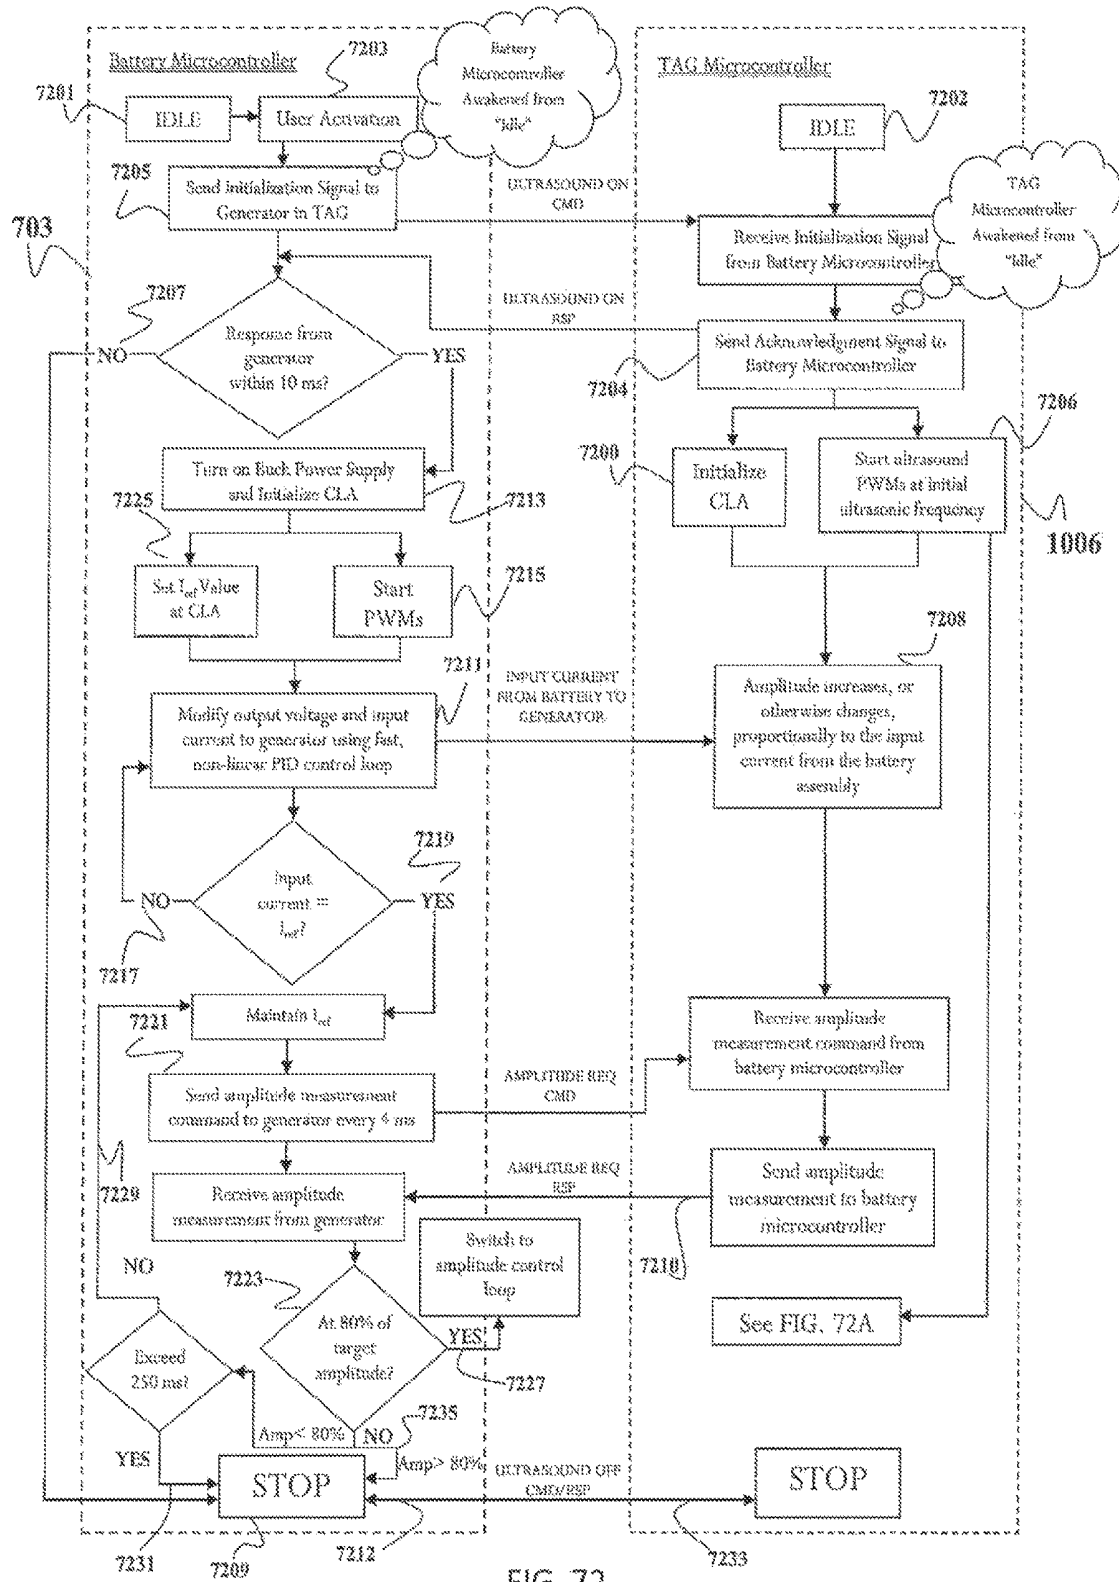 Battery Microcontroller
7203
Battery
Microcontroller
Awakened from
"Idle"
TAG Microcontroller
7201
IDLE
User Activation
7202
IDLE
TAG
Microcontroller
Awakened from
"Idle"
7205
Send Initialization Signal to
Generator in TAG
ULTRASOUND ON
CMD
Receive Initialization Signal
from Battery Microcontroller
703
7207
ULTRASOUND ON
RSP
Response from
generator
within 10 ms?
NO
YES
Send Acknowledgment Signal to
Battery Microcontroller
7204
7206
7200
Initialize
CLA
Start ultrasound
PWMs at initial
ultrasonic frequency
1006
Turn on Buck Power Supply
and Initialize CLA
7225
7213
Set Iref Value
at CLA
Start
PWMs
7215
7208
7211
INPUT CURRENT
FROM BATTERY TO
GENERATOR
Modify output voltage and input
current to generator using fast,
non-linear PID control loop
Amplitude increases, or
otherwise changes,
proportionally to the input
current from the battery
assembly
7219
Input
current =
Iref?
NO
YES
7217
Maintain Iref
7221
Receive amplitude
measurement command from
battery microcontroller
Send amplitude measurement
command to generator every 4 ms
AMPLITUDE REQ
CMD
7229
Receive amplitude
measurement from generator
AMPLITUDE REQ
RSP
Send amplitude
measurement to battery
microcontroller
7210
NO
7223
Switch to
amplitude control
loop
At 80% of
target
amplitude?
YES
7227
See FIG. 72A
Exceed
250 ms?
7235
Amp< 80%
NO
YES
Amp> 80%
STOP
ULTRASOUND OFF
CMD/RSP
STOP
7231
7209
7212
7233
FIG. 72